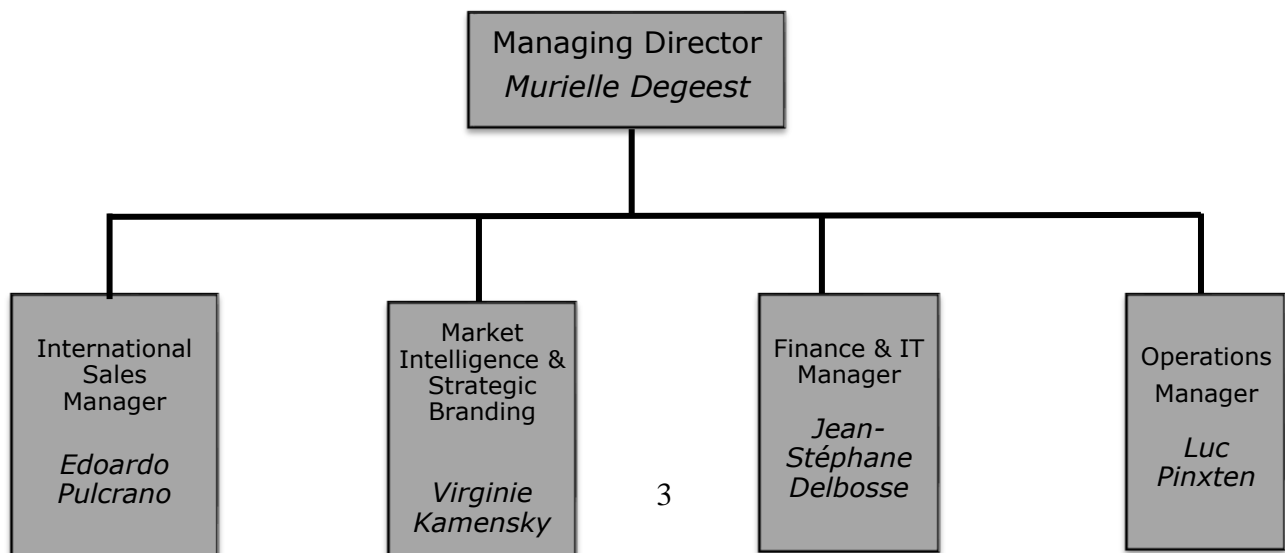 Managing Director
Murielle Degeest
International
Sales
Manager
Edoardo
Pulcrano
Market
Intelligence &
Strategic
Branding
Virginie
Kamensky
Finance & IT
Manager
Jean-
Stéphane
Delbosse
Operations
Manager
Luc
Pinxten
3